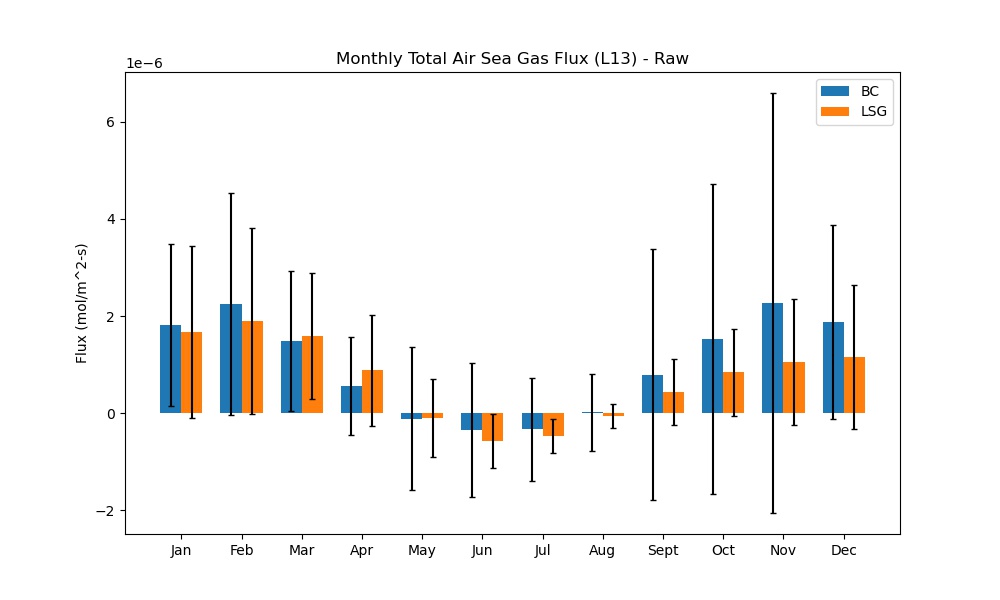 Monthly Total Air Sea Gas Flux (L13) - Raw
1e−6
BC
LSG
6
4
2
0
−2
Flux (mol/m^2-s)
Jan Feb Mar Apr May Jun Jul Aug Sept Oct Nov Dec